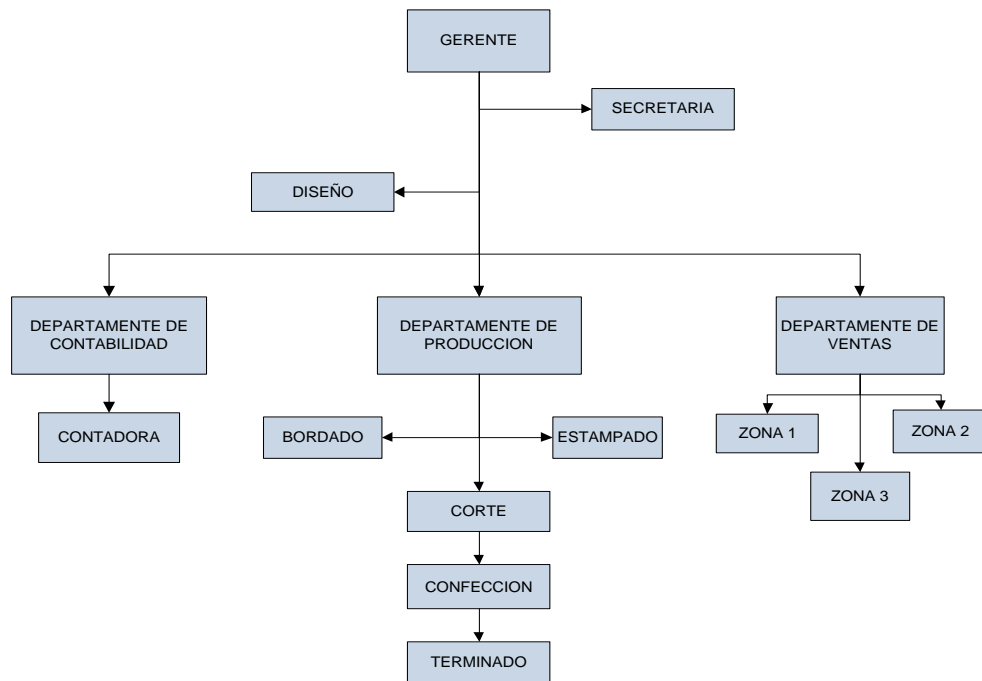 GERENTE
SECRETARIA
DISEÑO
DEPARTAMENTE DE
CONTABILIDAD
DEPARTAMENTE DE
PRODUCCION
DEPARTAMENTE DE
VENTAS
CONTADORA
BORDADO
ESTAMPADO
ZONA 1
ZONA 2
ZONA 3
CORTE
CONFECCION
TERMINADO